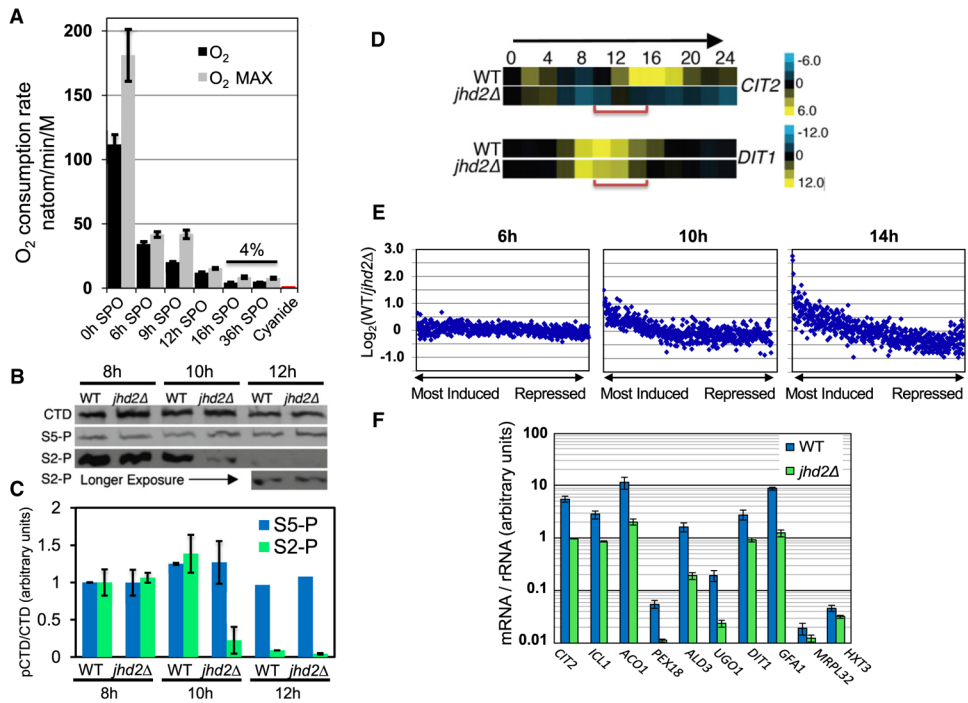 A
O₂ consumption rate
natom/min/M
200
150
100
50
0
O₂
O₂ MAX
4%
0h SPO
6h SPO
9h SPO
12h SPO
16h SPO
36h SPO
Cyanide
B
8h 10h 12h
WT jhd2Δ WT jhd2Δ WT jhd2Δ
CTD
S5-P
S2-P
S2-P Longer Exposure
C
pCTD/CTD (arbitrary units)
2
1.5
1
0.5
0
S5-P
S2-P
WT jhd2Δ WT jhd2Δ WT jhd2Δ
8h 10h 12h
D
0 4 8 12 16 20 24
WT
jhd2Δ
CIT2
-6.0
0
6.0
WT
jhd2Δ
DIT1
-12.0
0
12.0
E
6h 10h 14h
Log₂(WT/jhd2Δ)
3.0
2.0
1.0
0
-1.0
Most Induced Repressed
Most Induced Repressed
Most Induced Repressed
F
mRNA / rRNA (arbitrary units)
100
10
1
0.1
0.01
WT
jhd2Δ
CIT2
ICL1
ACO1
PEX18
ALD3
UGO1
DIT1
GFA1
MRPL32
HXT3